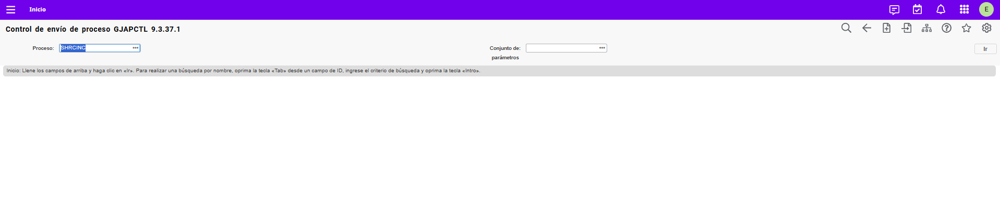 Inicio
E
Control de envío de proceso GJAPCTL 9.3.37.1
Proceso: SHRCINC
Conjunto de: parámetros
Ir
Inicio: Llene los campos de arriba y haga clic en «Ir». Para realizar una búsqueda por nombre, oprima la tecla «Tab» desde un campo de ID, ingrese el criterio de búsqueda y oprima la tecla «Intro».